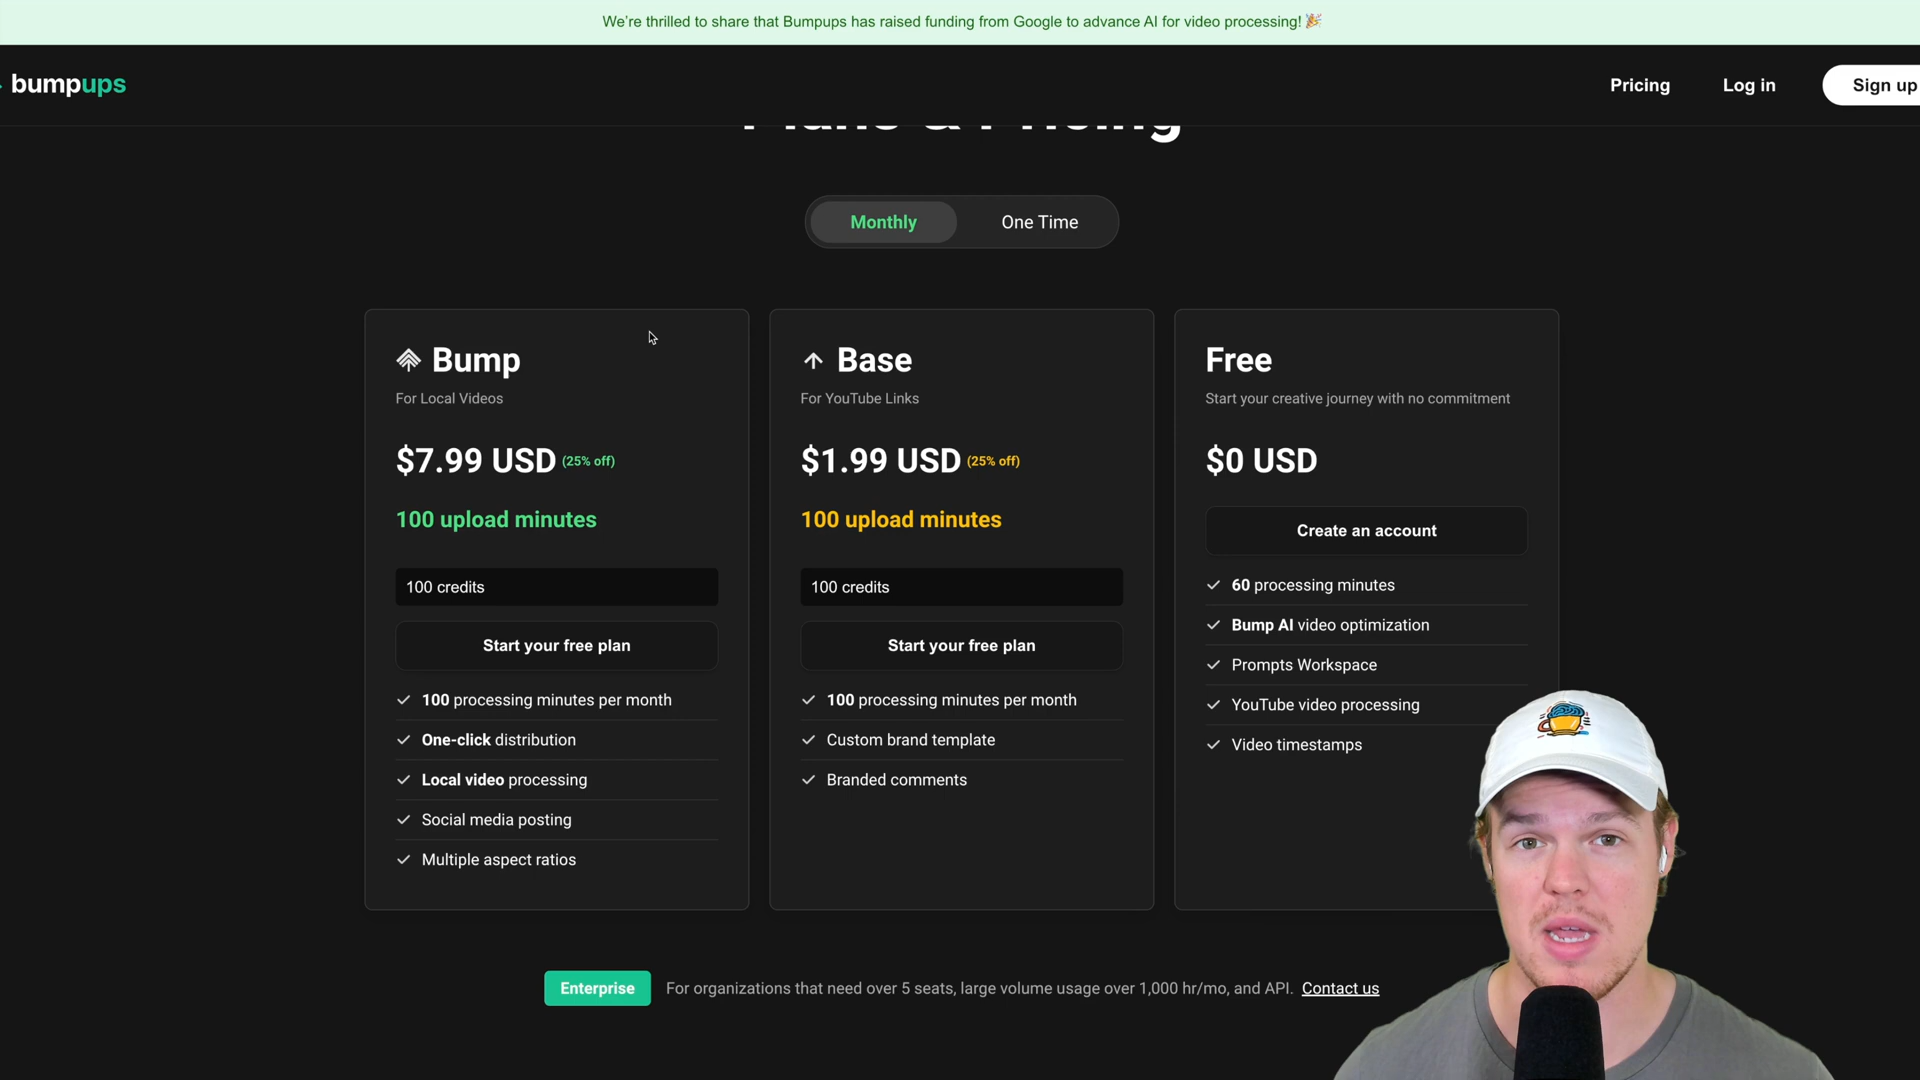 We're thrilled to share that Bumpups has raised funding from Google to advance AI for video processing! 🎉
bumpups
Pricing
Log in
Sign up
Plans & Pricing
Monthly
One Time
Bump
For Local Videos
$7.99 USD (25% off)
100 upload minutes
100 credits
Start your free plan
100 processing minutes per month
One-click distribution
Local video processing
Social media posting
Multiple aspect ratios
Base
For YouTube Links
$1.99 USD (25% off)
100 upload minutes
100 credits
Start your free plan
100 processing minutes per month
Custom brand template
Branded comments
Free
Start your creative journey with no commitment
$0 USD
Create an account
60 processing minutes
Bump AI video optimization
Prompts Workspace
YouTube video processing
Video timestamps
Enterprise
For organizations that need over 5 seats, large volume usage over 1,000 hr/mo, and API. Contact us